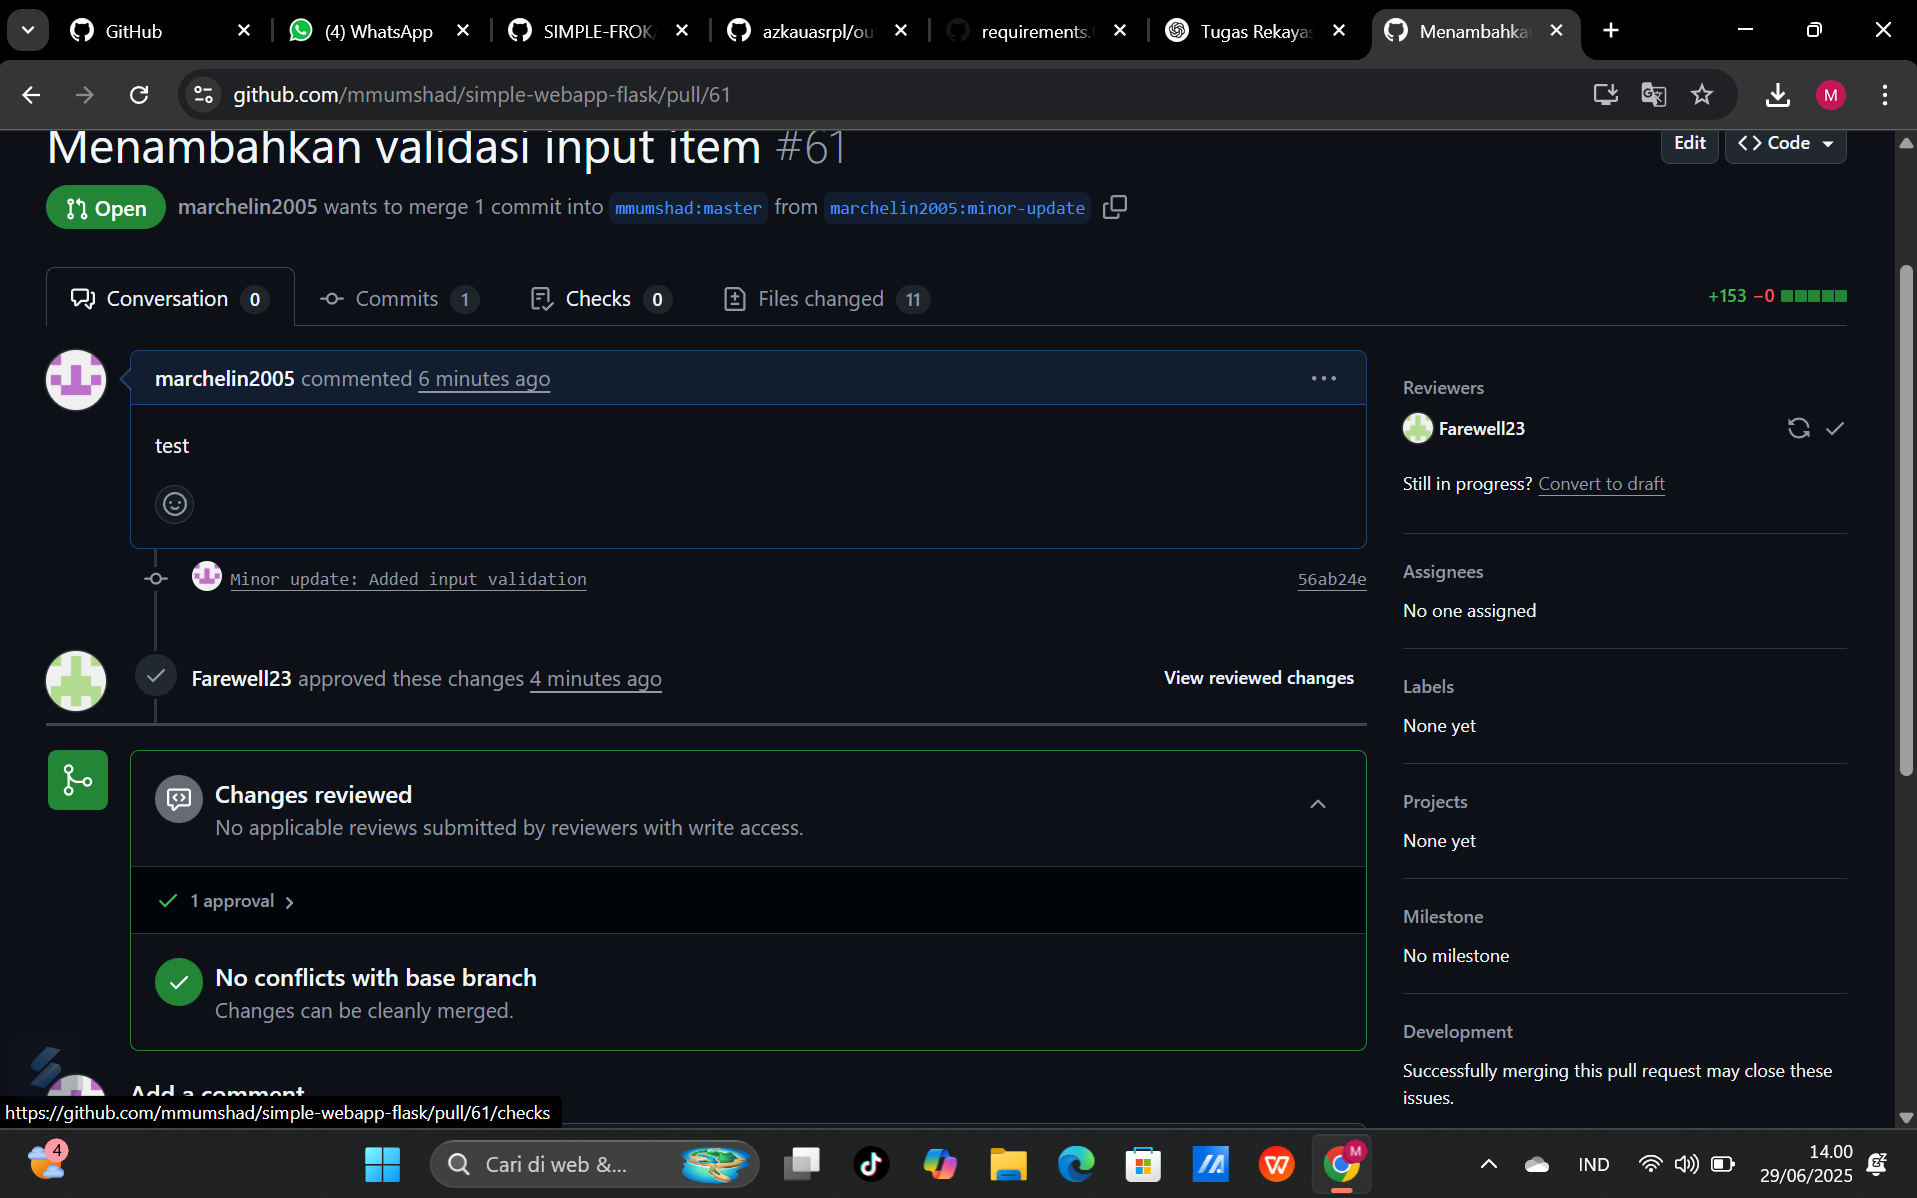 GitHub
(4) WhatsApp
SIMPLE-FROK
azkauasrpl/ou
requirements.
Tugas Rekayas
Menambahka
github.com/mmumshad/simple-webapp-flask/pull/61
M
Menambahkan validasi input item #61
Edit
<> Code
Open
marchelin2005 wants to merge 1 commit into mmumshad:master from marchelin2005:minor-update
Conversation 0
Commits 1
Checks 0
Files changed 11
+153 −0
marchelin2005 commented 6 minutes ago
test
Minor update: Added input validation
56ab24e
Farewell23 approved these changes 4 minutes ago
View reviewed changes
Changes reviewed
No applicable reviews submitted by reviewers with write access.
1 approval
No conflicts with base branch
Changes can be cleanly merged.
Add a comment
Reviewers
Farewell23
Still in progress? Convert to draft
Assignees
No one assigned
Labels
None yet
Projects
None yet
Milestone
No milestone
Development
Successfully merging this pull request may close these
issues.
https://github.com/mmumshad/simple-webapp-flask/pull/61/checks
4
Cari di web &...
M
IND
14.00
29/06/2025